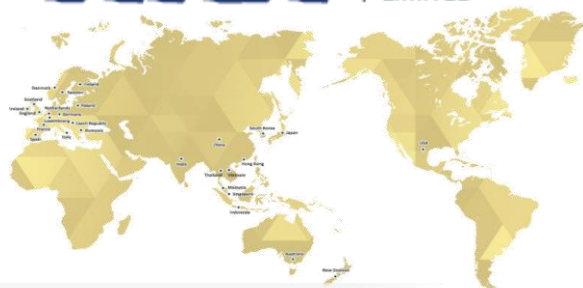 LIMITED
Finland
Denmark
Sweden
Scotland
Ireland
Netherlands
Poland
England
Germany
Luxembourg
Czech Republic
France
Romania
Spain
Italy
South Korea
Japan
China
USA
India
Hong Kong
Thailand
Vietnam
Malaysia
Singapore
Indonesia
Australia
New Zealand